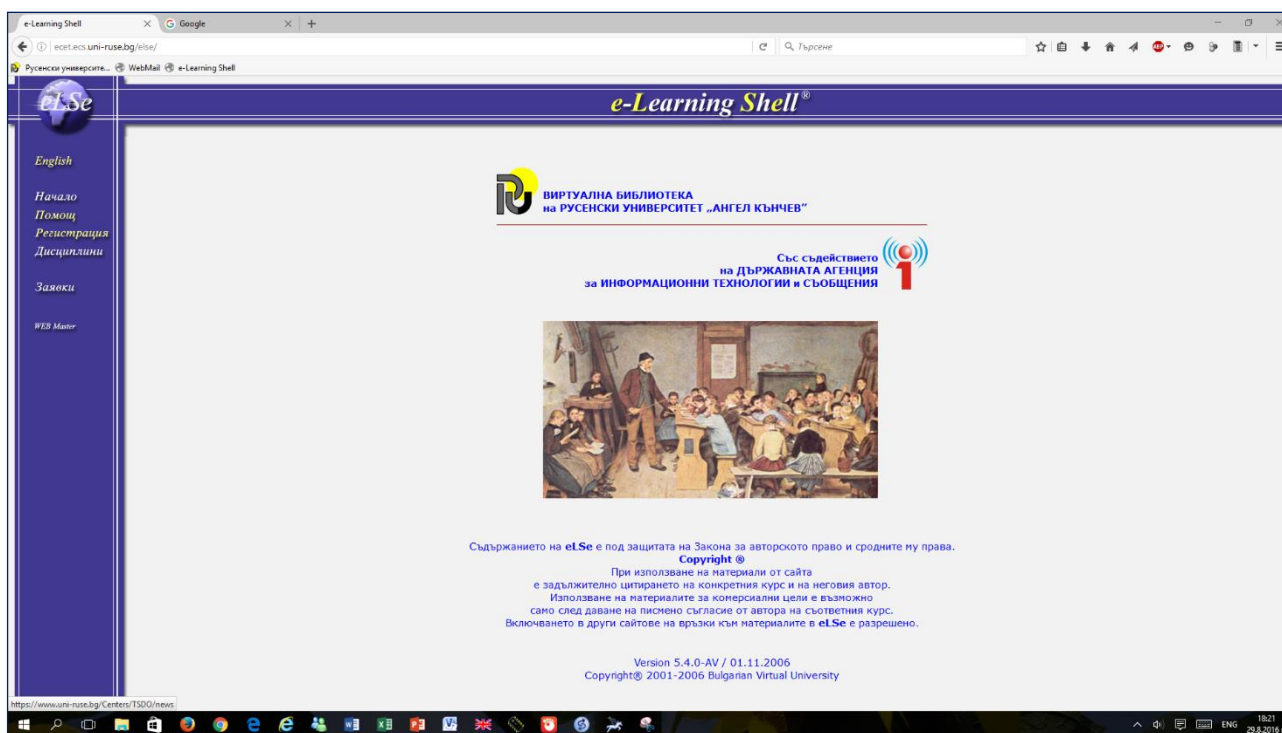 e-Learning Shell
Google
ecet.ecs.uni-ruse.bg/else/
Търсене
Русенски университе...
WebMail
e-Learning Shell
eLSe
e-Learning Shell®
English
Начало
Помощ
Регистрация
Дисциплини
Заявки
WEB Master
ВИРТУАЛНА БИБЛИОТЕКА
на РУСЕНСКИ УНИВЕРСИТЕТ „АНГЕЛ КЪНЧЕВ”
Със съдействието
на ДЪРЖАВНАТА АГЕНЦИЯ
за ИНФОРМАЦИОННИ ТЕХНОЛОГИИ и СЪОБЩЕНИЯ
Съдържанието на eLSe е под защитата на Закона за авторското право и сродните му права.
Copyright ®
При използване на материали от сайта
е задължително цитирането на конкретния курс и на неговия автор.
Използване на материалите за комерсиални цели е възможно
само след даване на писмено съгласие от автора на съответния курс.
Включването в други сайтове на връзки към материалите в eLSe е разрешено.
Version 5.4.0-AV / 01.11.2006
Copyright® 2001-2006 Bulgarian Virtual University
https://www.uni-ruse.bg/Centers/TSDO/news
ENG
18:21
29.8.2016